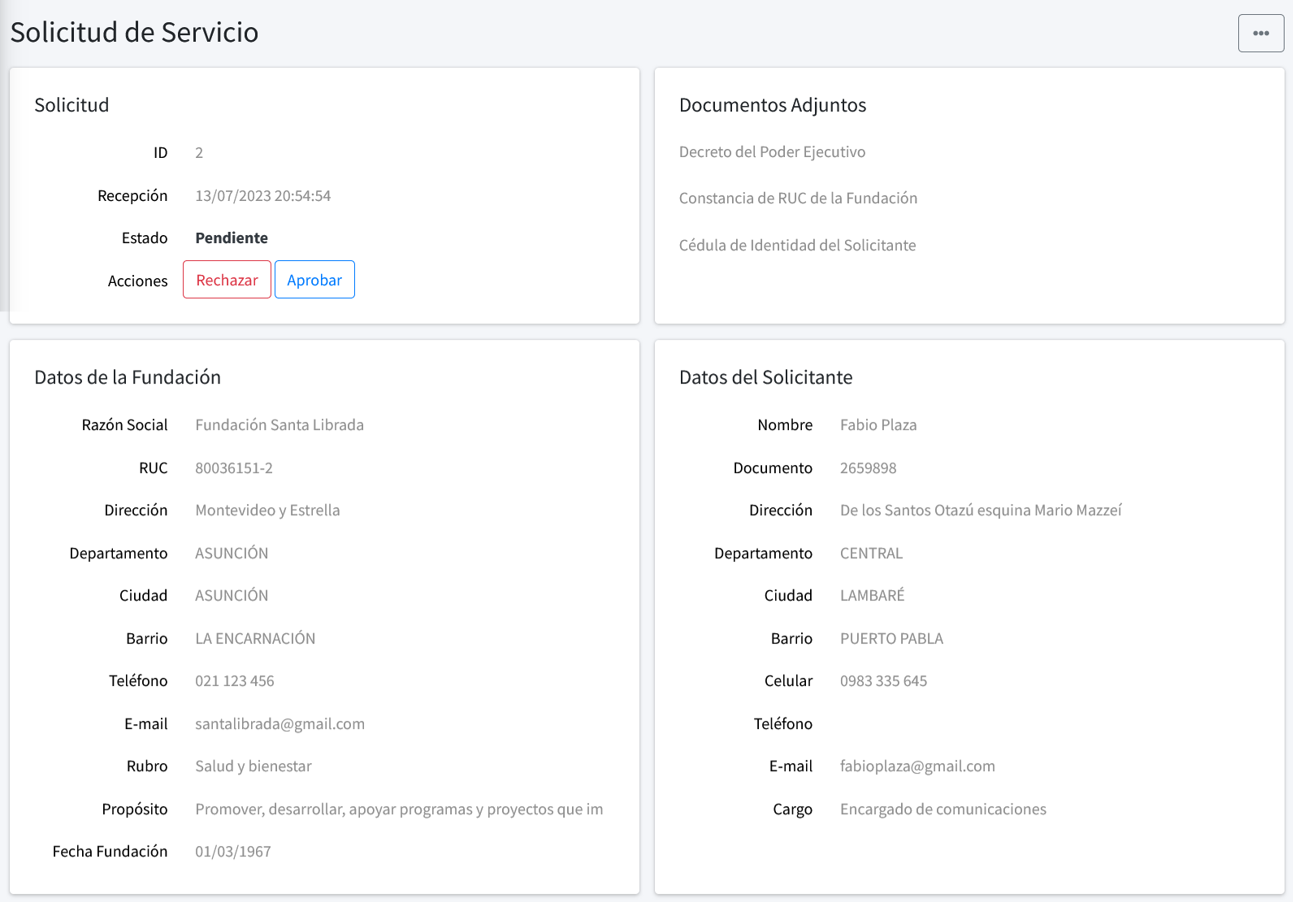 Solicitud de Servicio
Solicitud
ID 2
Recepción 13/07/2023 20:54:54
Estado Pendiente
Acciones Rechazar Aprobar
Documentos Adjuntos
Decreto del Poder Ejecutivo
Constancia de RUC de la Fundación
Cédula de Identidad del Solicitante
Datos de la Fundación
Razón Social Fundación Santa Librada
RUC 80036151-2
Dirección Montevideo y Estrella
Departamento ASUNCIÓN
Ciudad ASUNCIÓN
Barrio LA ENCARNACIÓN
Teléfono 021 123 456
E-mail santalibrada@gmail.com
Rubro Salud y bienestar
Propósito Promover, desarrollar, apoyar programas y proyectos que im
Fecha Fundación 01/03/1967
Datos del Solicitante
Nombre Fabio Plaza
Documento 2659898
Dirección De los Santos Otazú esquina Mario Mazzeí
Departamento CENTRAL
Ciudad LAMBARÉ
Barrio PUERTO PABLA
Celular 0983 335 645
Teléfono
E-mail fabioplaza@gmail.com
Cargo Encargado de comunicaciones